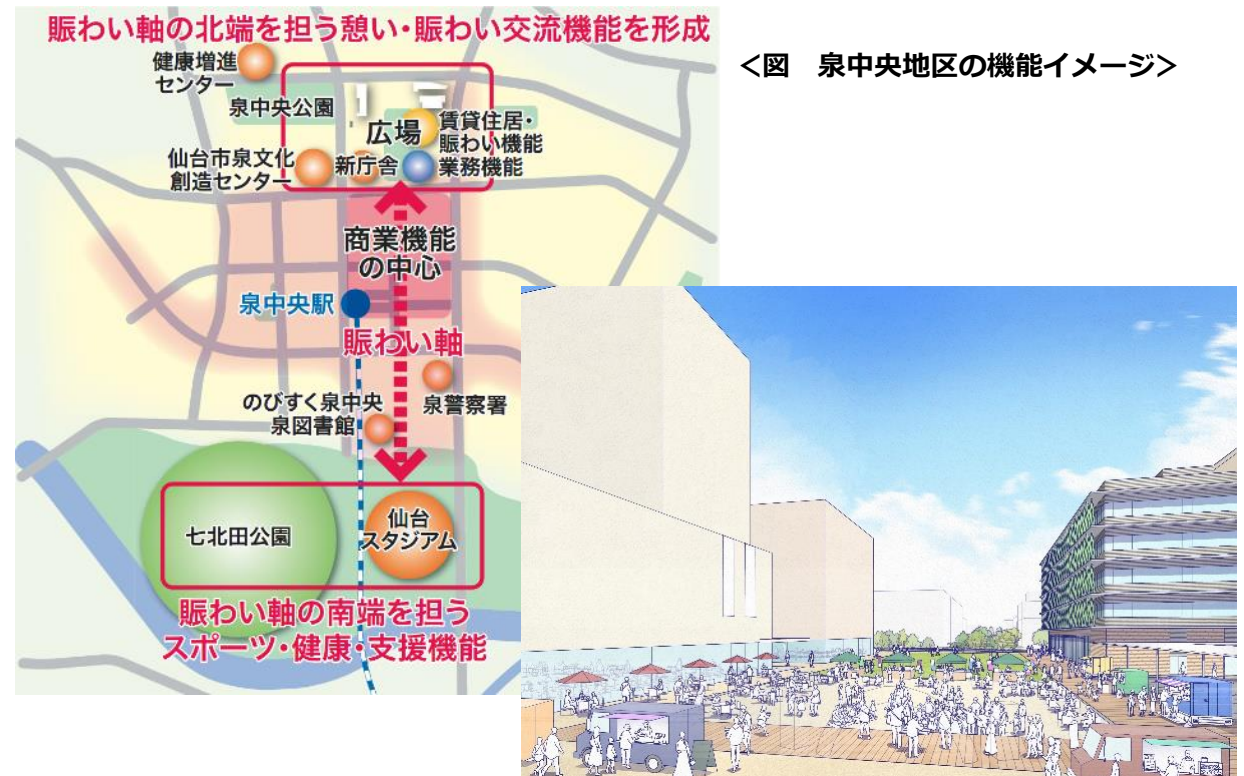 賑わい軸の北端を担う憩い・賑わい交流機能を形成
<図　泉中央地区の機能イメージ>
健康増進
センター
泉中央公園
広場
賃貸住居・
賑わい機能
業務機能
仙台市泉文化
創造センター
新庁舎
商業機能
の中心
泉中央駅
賑わい軸
のびすく泉中央
泉図書館
泉警察署
七北田公園
仙台
スタジアム
賑わい軸の南端を担う
スポーツ・健康・支援機能